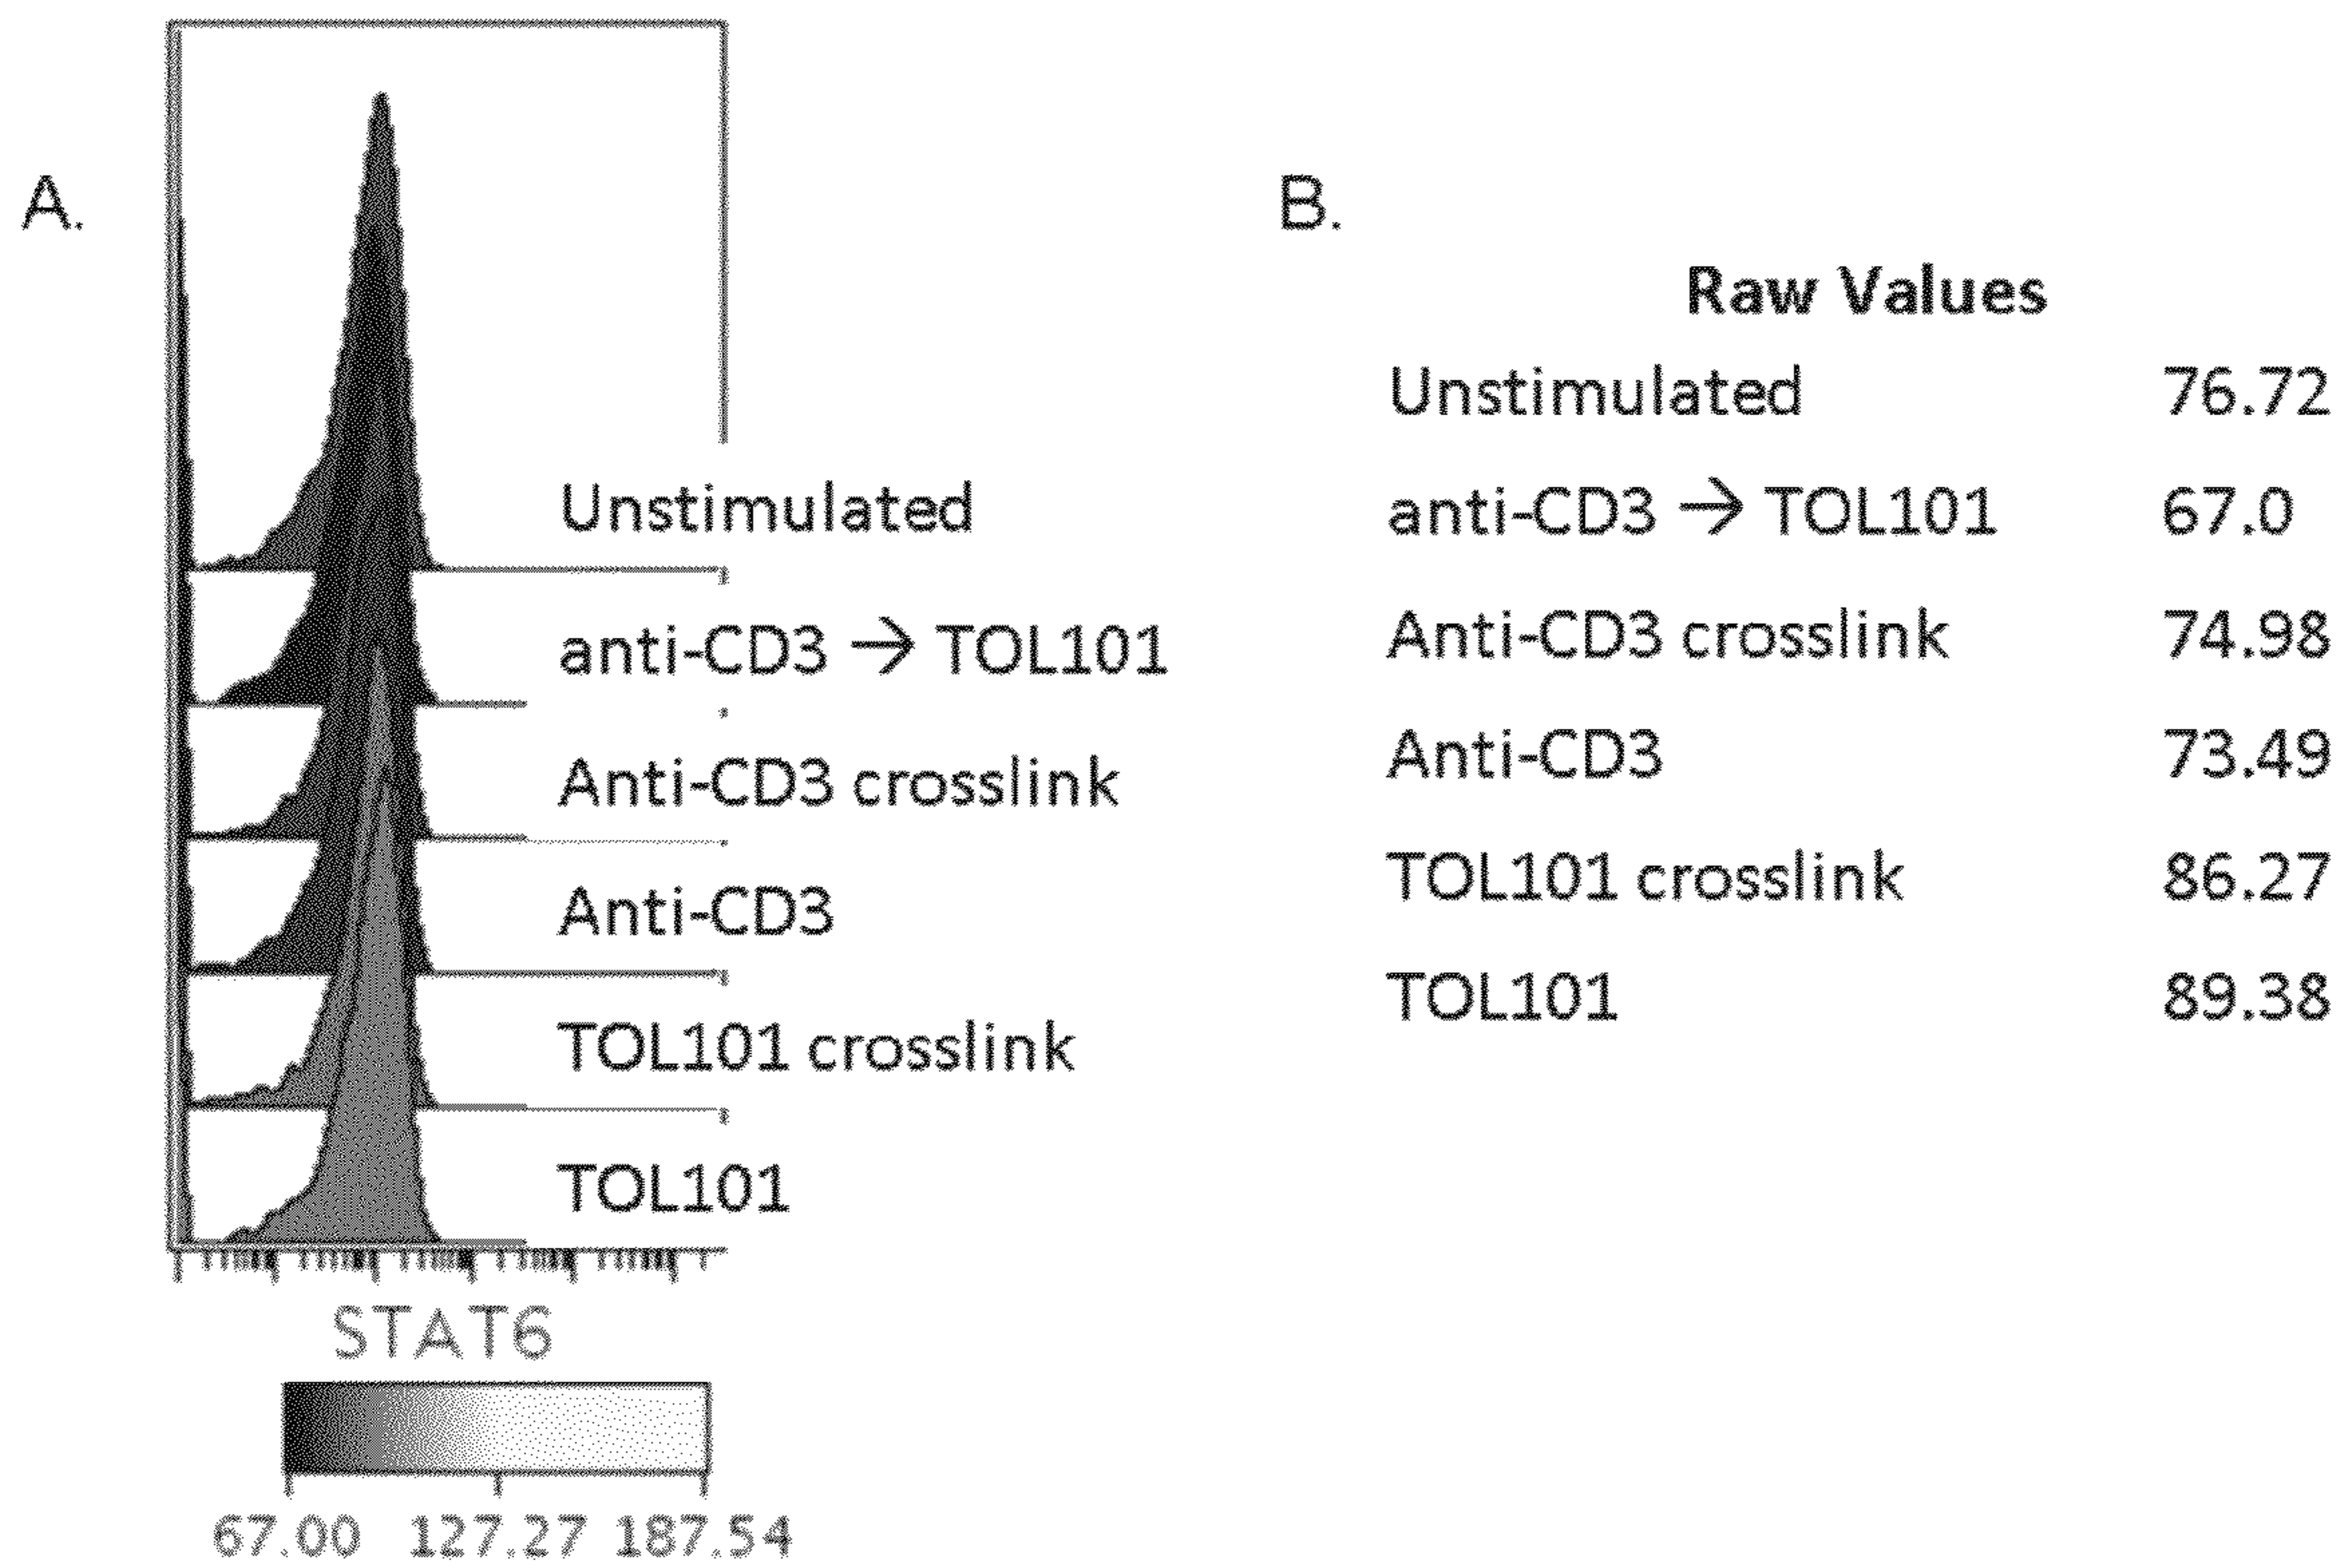 A.
Unstimulated
anti-CD3 → TOL101
Anti-CD3 crosslink
Anti-CD3
TOL101 crosslink
TOL101
STAT6
67.00 127.27 187.54
B.
Raw Values
Unstimulated 76.72
anti-CD3 → TOL101 67.0
Anti-CD3 crosslink 74.98
Anti-CD3 73.49
TOL101 crosslink 86.27
TOL101 89.38